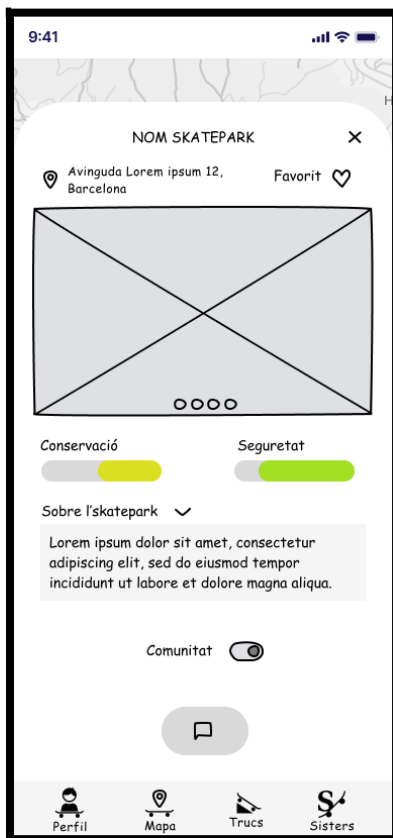 9:41
H
NOM SKATEPARK
Avinguda Lorem ipsum 12,
Barcelona
Favorit
Conservació
Seguretat
Sobre l'skatepark
Lorem ipsum dolor sit amet, consectetur
adipiscing elit, sed do eiusmod tempor
incididunt ut labore et dolore magna aliqua.
Comunitat
Perfil
Mapa
Trucs
Sisters